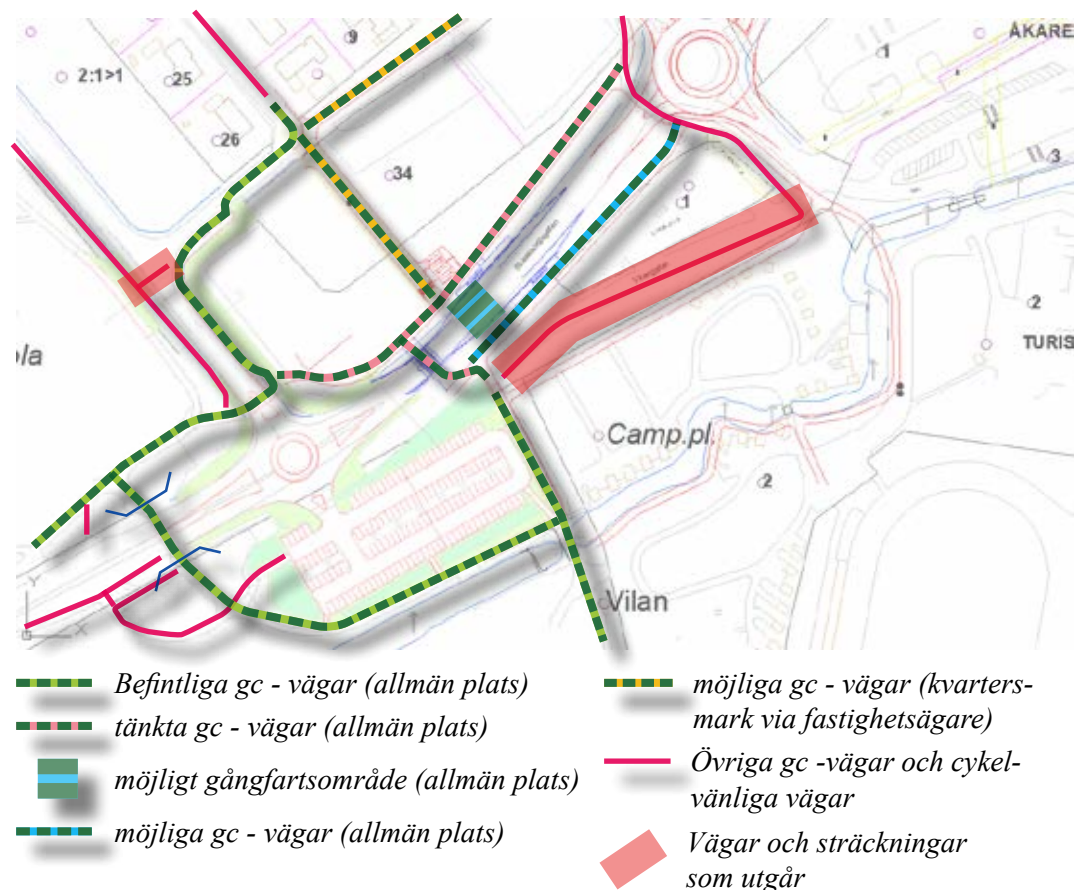 9
ÅKARE
2:1>1
25
1
26
3
34
1
2
TURIS
ola
Camp.pl.
2
Y
X
Vilan
Befintliga gc - vägar (allmän plats)
tänkta gc - vägar (allmän plats)
möjligt gångfartsområde (allmän plats)
möjliga gc - vägar (allmän plats)
möjliga gc - vägar (kvarters-
mark via fastighetsägare)
Övriga gc -vägar och cykel-
vänliga vägar
Vägar och sträckningar
som utgår